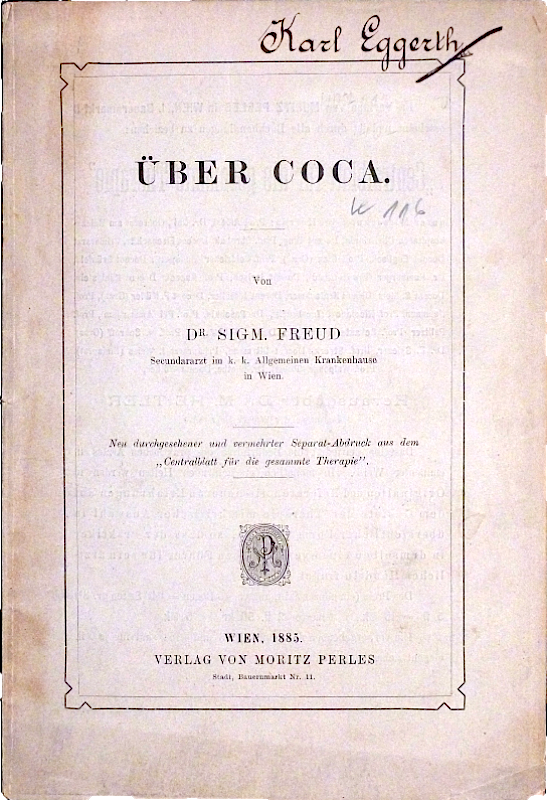 Karl Eggerth
ÜBER COCA.
116
Von
DR. SIGM. FREUD
Secundararzt im k. k. Allgemeinen Krankenhause
in Wien.
Neu durchgesehener und vermehrter Separat-Abdruck aus dem
„Centralblatt für die gesammte Therapie".
WIEN, 1885.
VERLAG VON MORITZ PERLES
Stadt, Bauernmarkt Nr. 11.